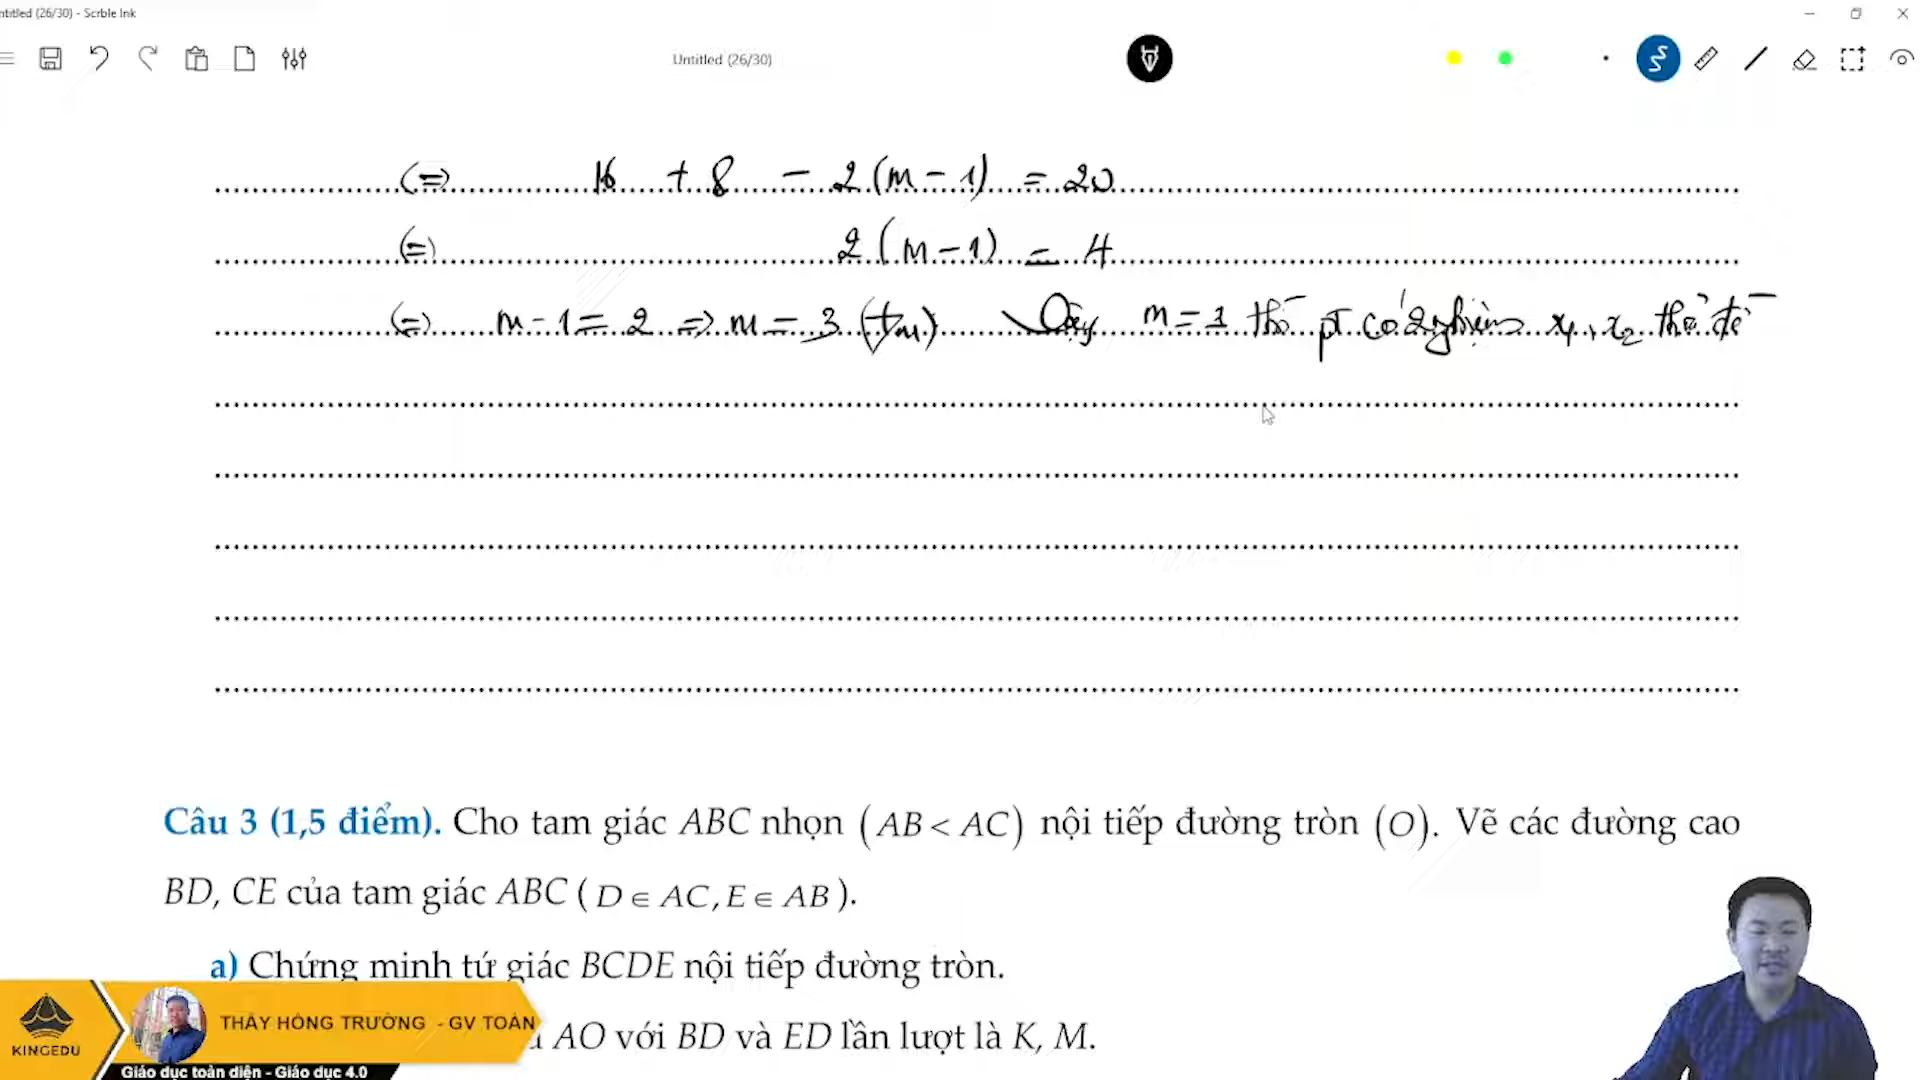 ntitled (26/30) - Scrble Ink
Untitled (26/30)
(=) 16 + 8 - 2(m - 1) = 20
(=) 2(m - 1) = 4
(=) m - 1 = 2 => m = 3 (tm) Vậy m = 3 thì pt có 2 nghiệm x1, x2 thỏa đề
Câu 3 (1,5 điểm). Cho tam giác ABC nhọn (AB < AC) nội tiếp đường tròn (O). Vẽ các đường cao
BD, CE của tam giác ABC (D ∈ AC, E ∈ AB).
a) Chứng minh tứ giác BCDE nội tiếp đường tròn.
AO với BD và ED lần lượt là K, M.
THẦY HỒNG TRƯỜNG - GV TOÁN
KINGEDU
Giáo dục toàn diện - Giáo dục 4.0